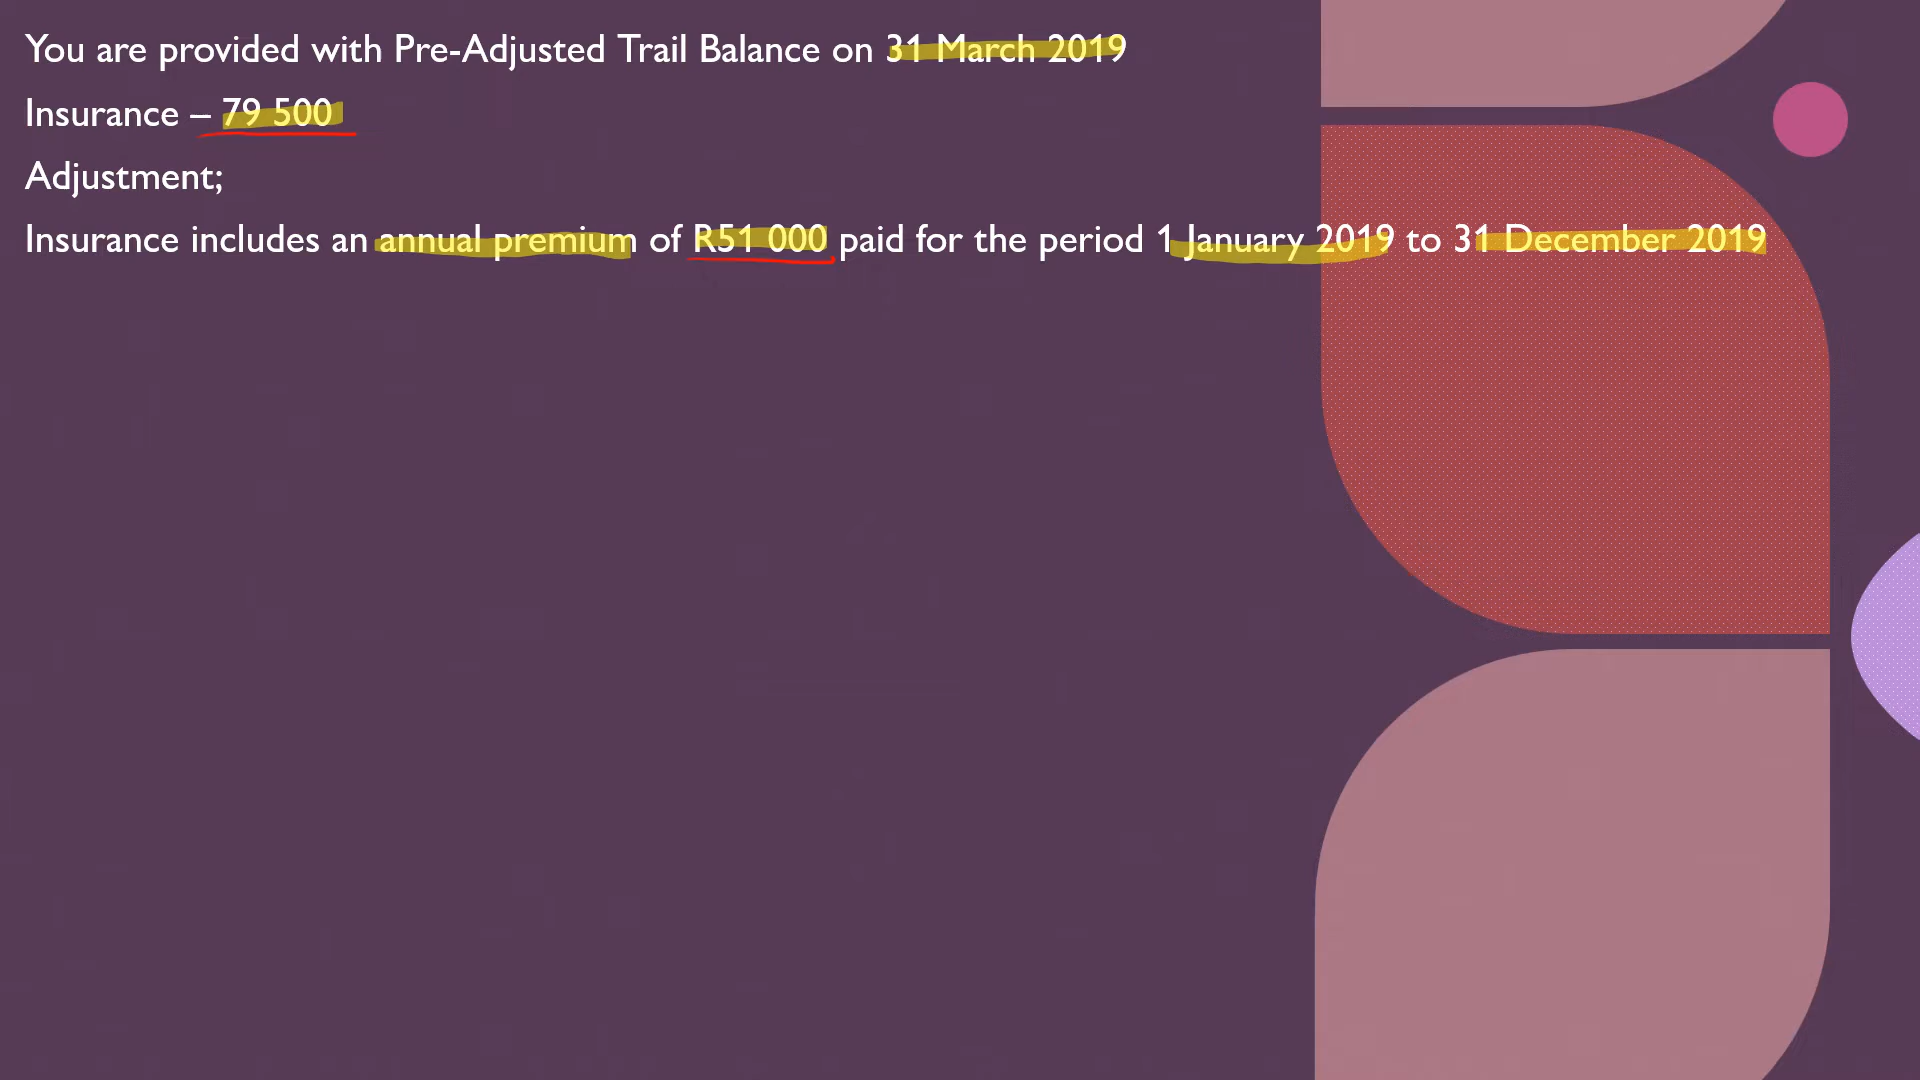 You are provided with Pre-Adjusted Trail Balance on 31 March 2019
Insurance – 79 500
Adjustment;
Insurance includes an annual premium of R51 000 paid for the period 1 January 2019 to 31 December 2019